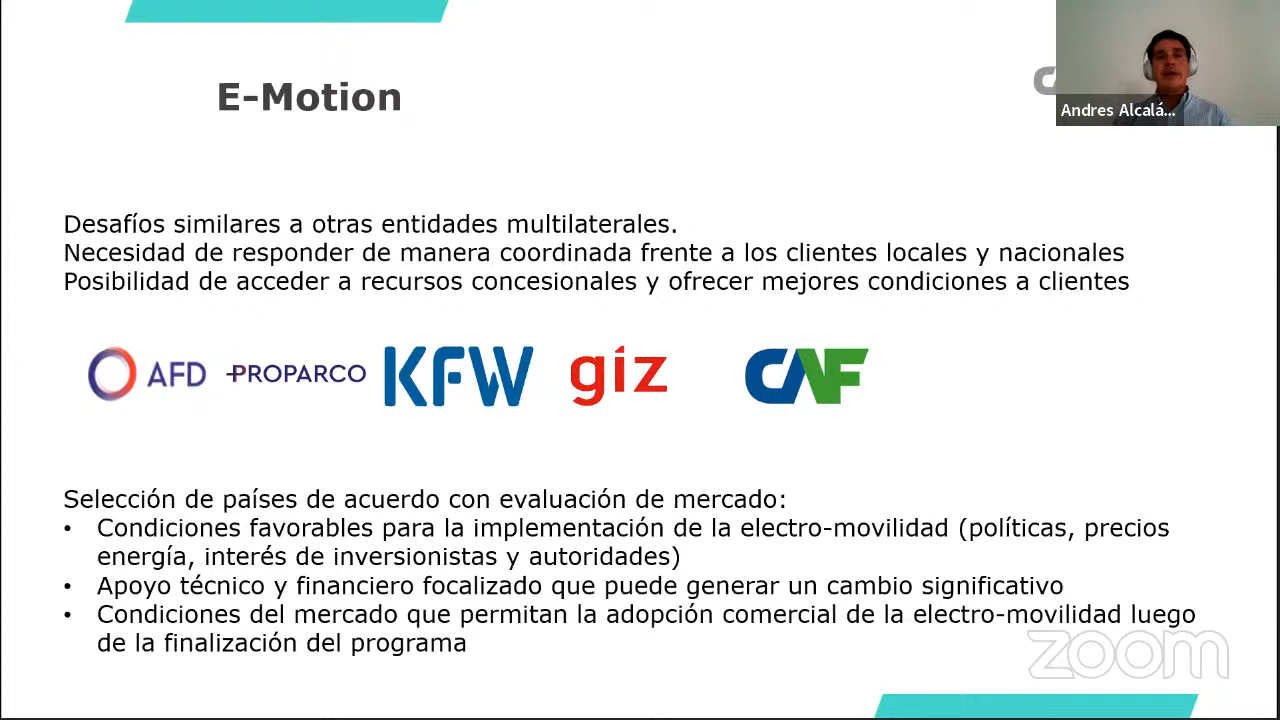 E-Motion
Andres Alcalá...
Desafíos similares a otras entidades multilaterales.
Necesidad de responder de manera coordinada frente a los clientes locales y nacionales
Posibilidad de acceder a recursos concesionales y ofrecer mejores condiciones a clientes
AFD PROPARCO KFW giz CAF
Selección de países de acuerdo con evaluación de mercado:
• Condiciones favorables para la implementación de la electro-movilidad (políticas, precios
energía, interés de inversionistas y autoridades)
• Apoyo técnico y financiero focalizado que puede generar un cambio significativo
• Condiciones del mercado que permitan la adopción comercial de la electro-movilidad luego
de la finalización del programa
zoom